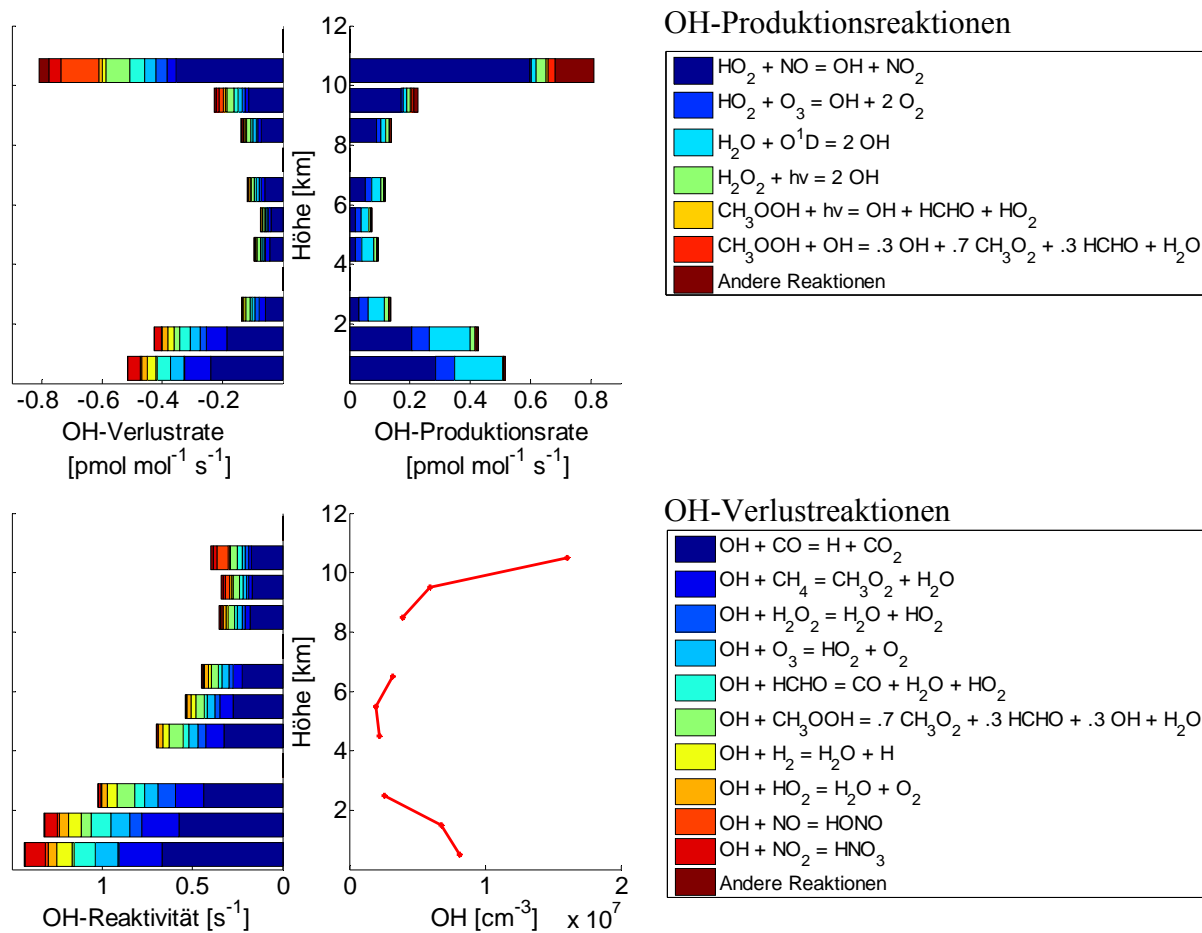 OH-Produktionsreaktionen
HO2 + NO = OH + NO2
HO2 + O3 = OH + 2 O2
H2O + O1D = 2 OH
H2O2 + hv = 2 OH
CH3OOH + hv = OH + HCHO + HO2
CH3OOH + OH = .3 OH + .7 CH3O2 + .3 HCHO + H2O
Andere Reaktionen
12
10
8
6
4
2
Höhe [km]
-0.8 -0.6 -0.4 -0.2
OH-Verlustrate
[pmol mol-1 s-1]
0 0.2 0.4 0.6 0.8
OH-Produktionsrate
[pmol mol-1 s-1]
OH-Verlustreaktionen
OH + CO = H + CO2
OH + CH4 = CH3O2 + H2O
OH + H2O2 = H2O + HO2
OH + O3 = HO2 + O2
OH + HCHO = CO + H2O + HO2
OH + CH3OOH = .7 CH3O2 + .3 HCHO + .3 OH + H2O
OH + H2 = H2O + H
OH + HO2 = H2O + O2
OH + NO = HONO
OH + NO2 = HNO3
Andere Reaktionen
12
10
8
6
4
2
Höhe [km]
1 0.5 0
OH-Reaktivität [s-1]
0 1 2
OH [cm-3]
x 107